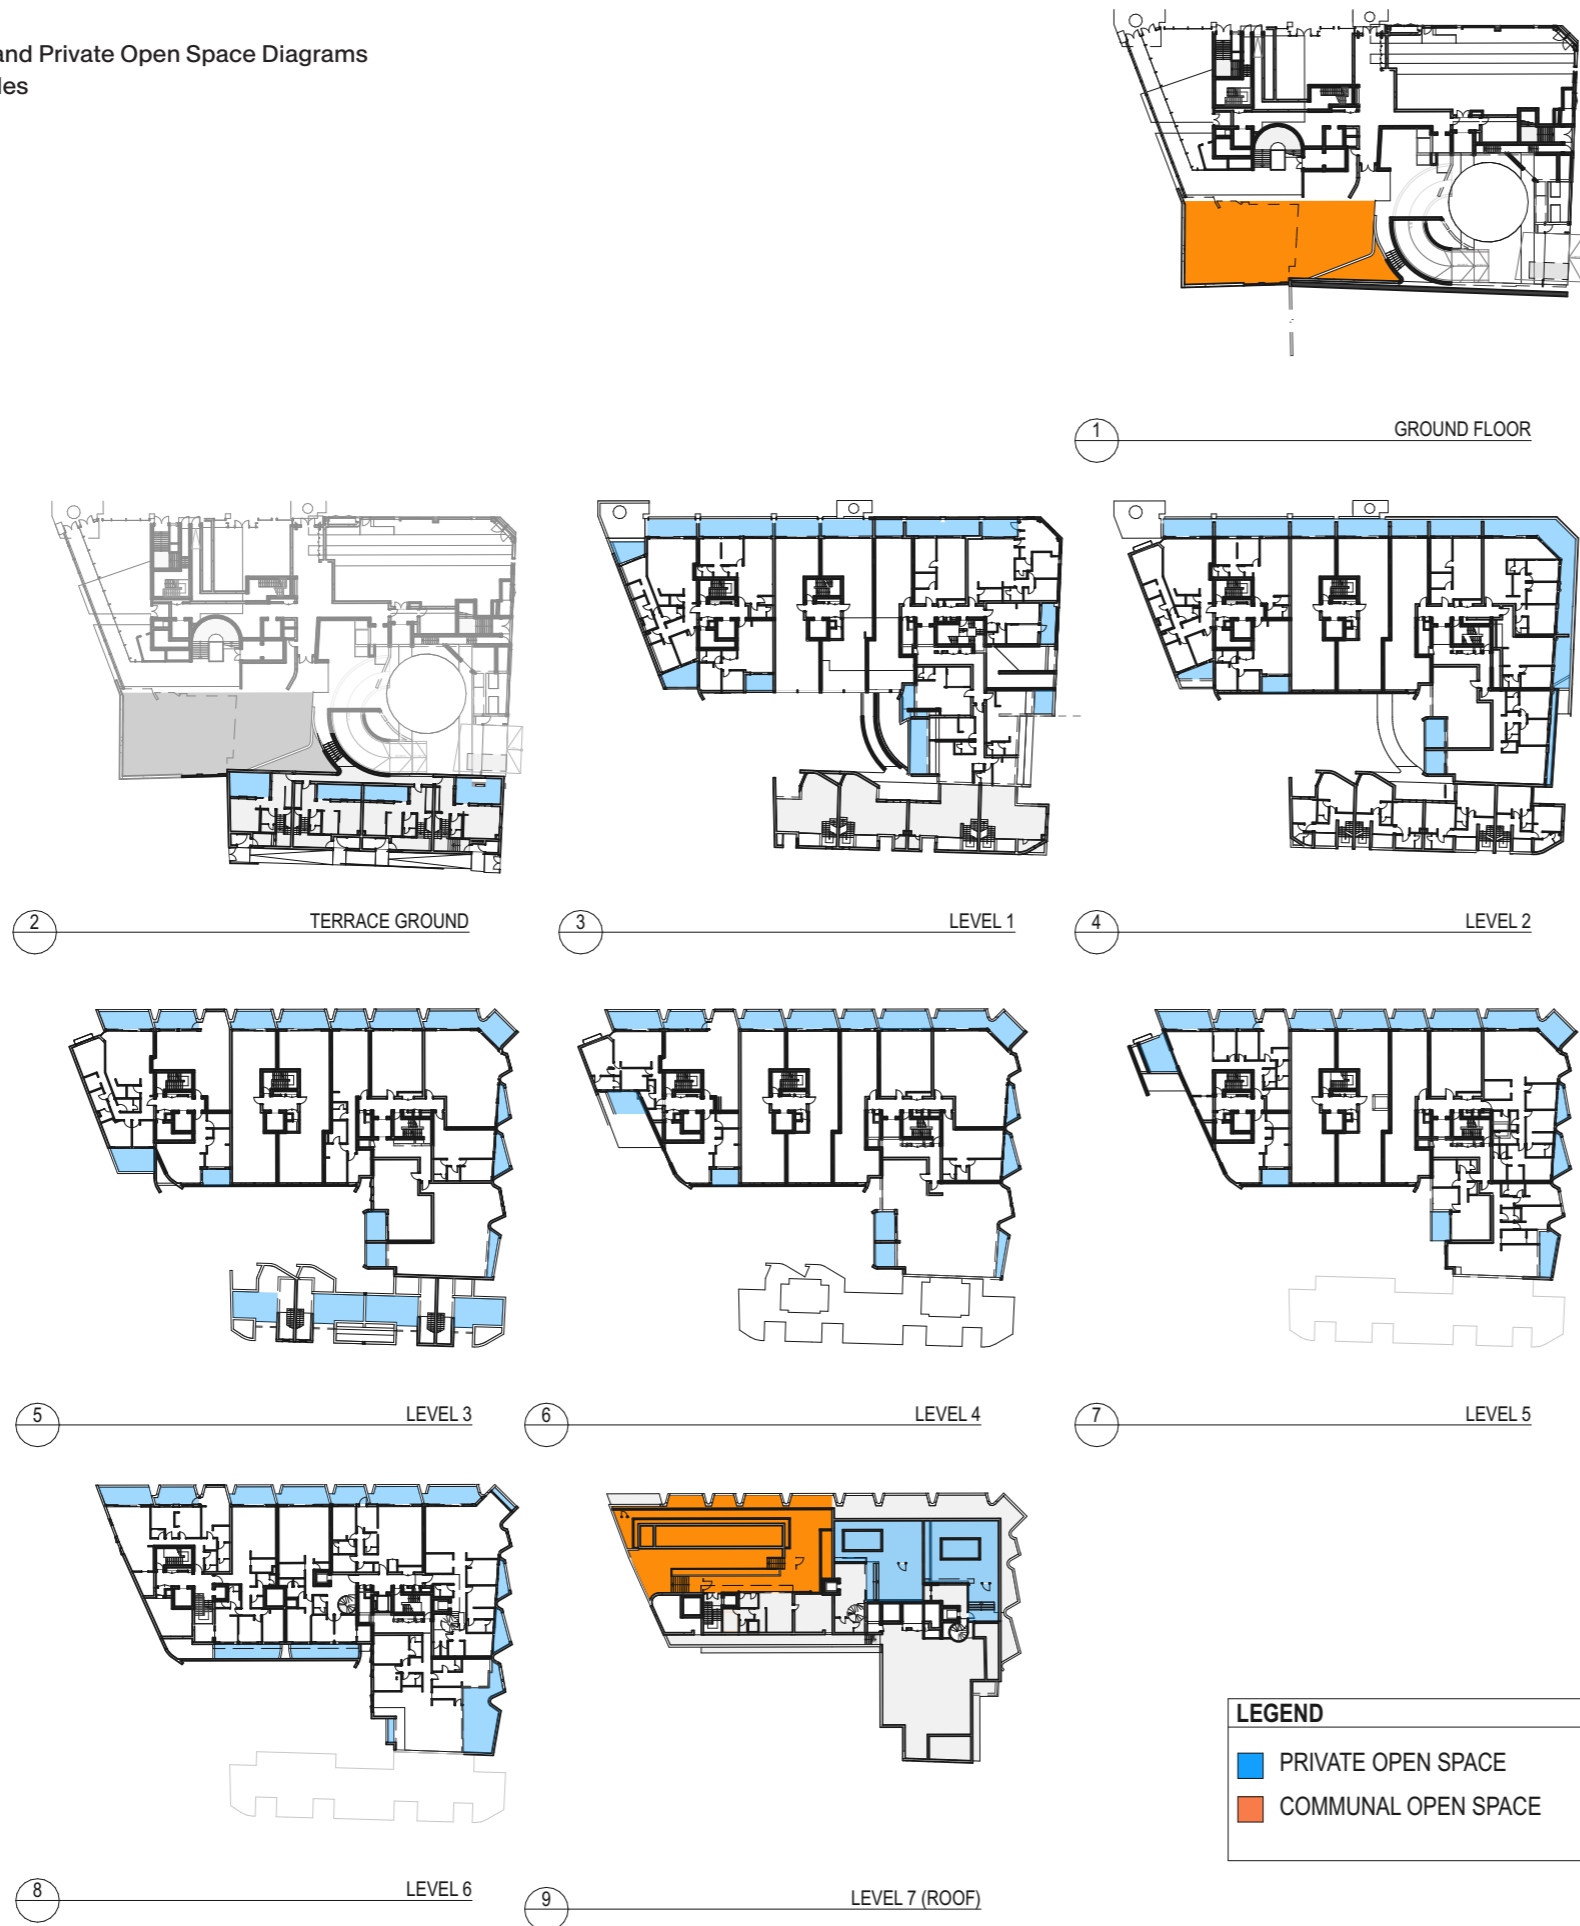 and Private Open Space Diagrams
les
1 GROUND FLOOR
2 TERRACE GROUND
3 LEVEL 1
4 LEVEL 2
5 LEVEL 3
6 LEVEL 4
7 LEVEL 5
8 LEVEL 6
9 LEVEL 7 (ROOF)
LEGEND
PRIVATE OPEN SPACE
COMMUNAL OPEN SPACE